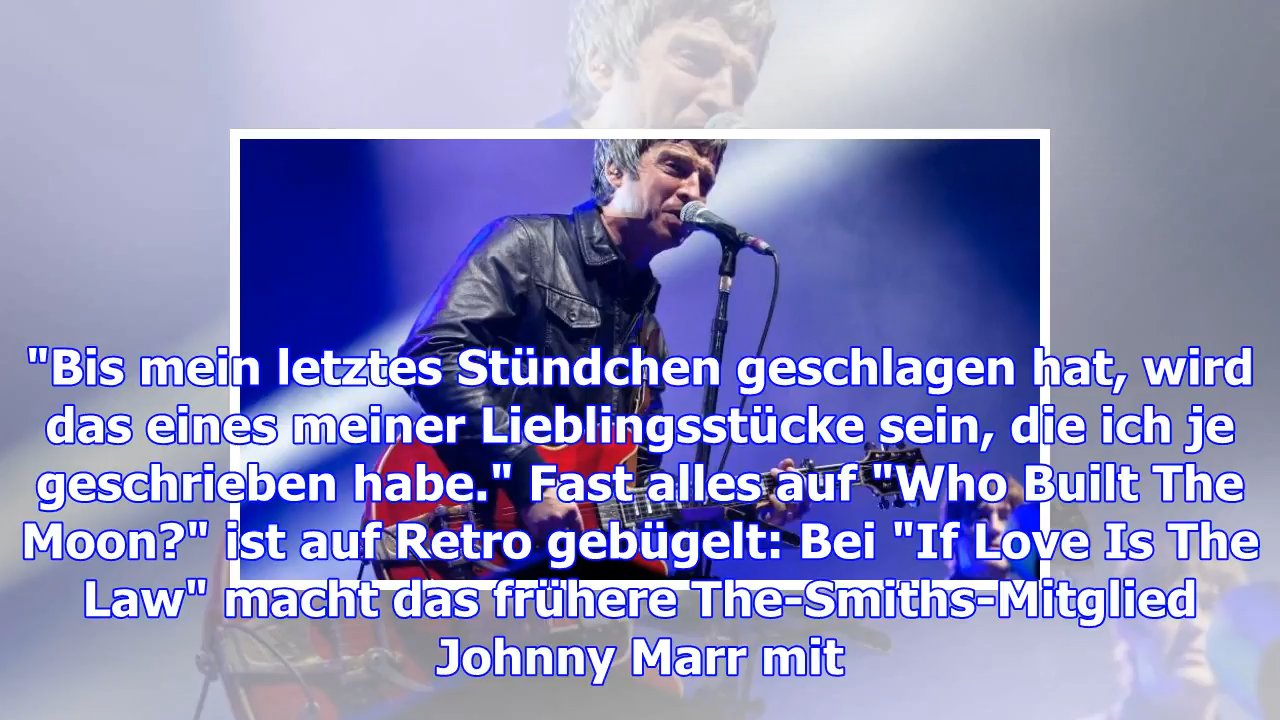 "Bis mein letztes Stündchen geschlagen hat, wird
das eines meiner Lieblingsstücke sein, die ich je
geschrieben habe." Fast alles auf "Who Built The
Moon?" ist auf Retro gebügelt: Bei "If Love Is The
Law" macht das frühere The-Smiths-Mitglied
Johnny Marr mit